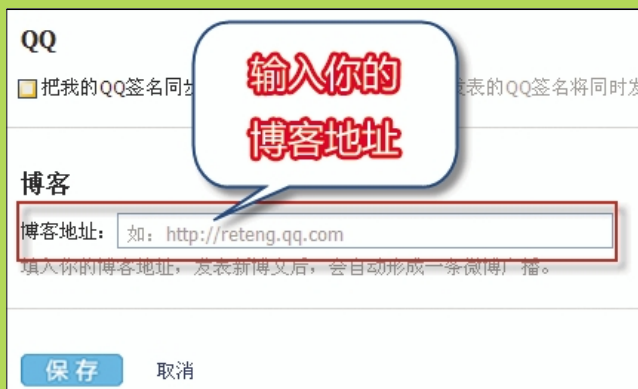 QQ
输入你的
博客地址
把我的QQ签名同步 表的QQ签名将同时发
博客
博客地址： 如：http://reteng.qq.com
填入你的博客地址，发表新博文后，会自动形成一条微博广播。
保存 取消